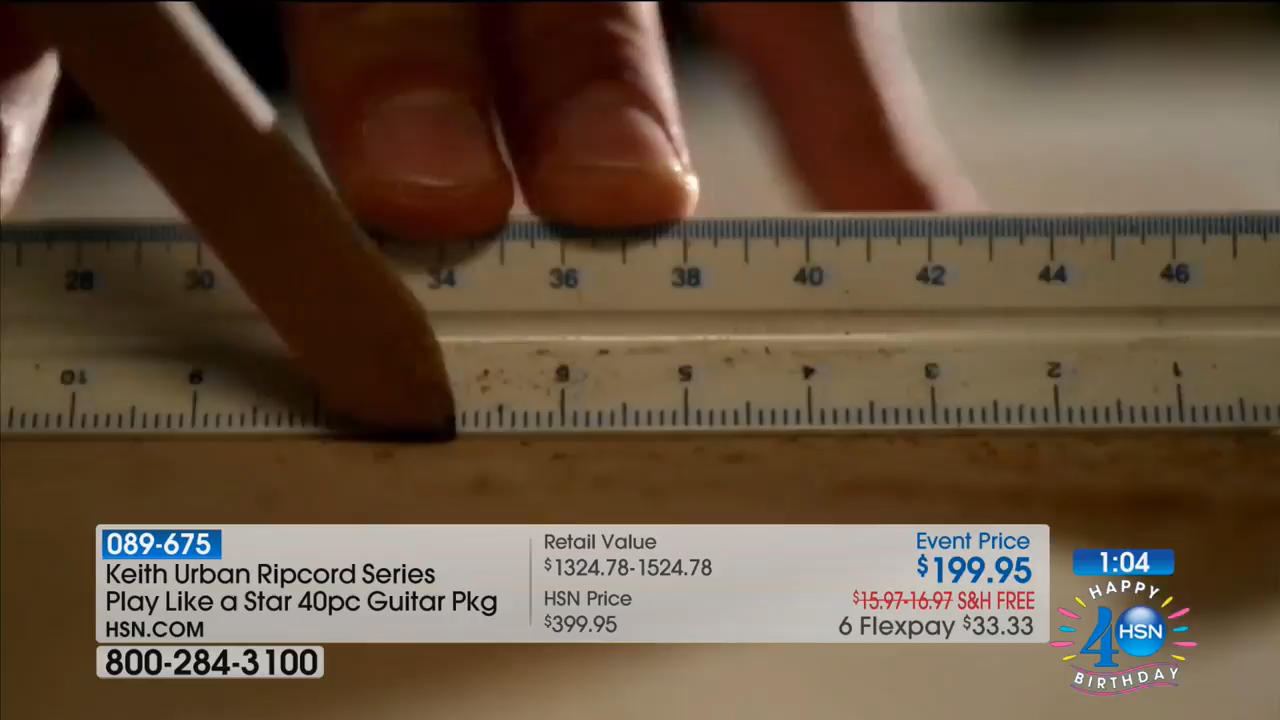 28 30 34 36 38 40 42 44 46
10 9 6 5 4 3 2 1
089-675
Keith Urban Ripcord Series
Play Like a Star 40pc Guitar Pkg
HSN.COM
800-284-3100
Retail Value
$1324.78-1524.78
HSN Price
$399.95
Event Price
$199.95
$15.97-16.97 S&H FREE
6 Flexpay $33.33
1:04
HAPPY
40 HSN
BIRTHDAY